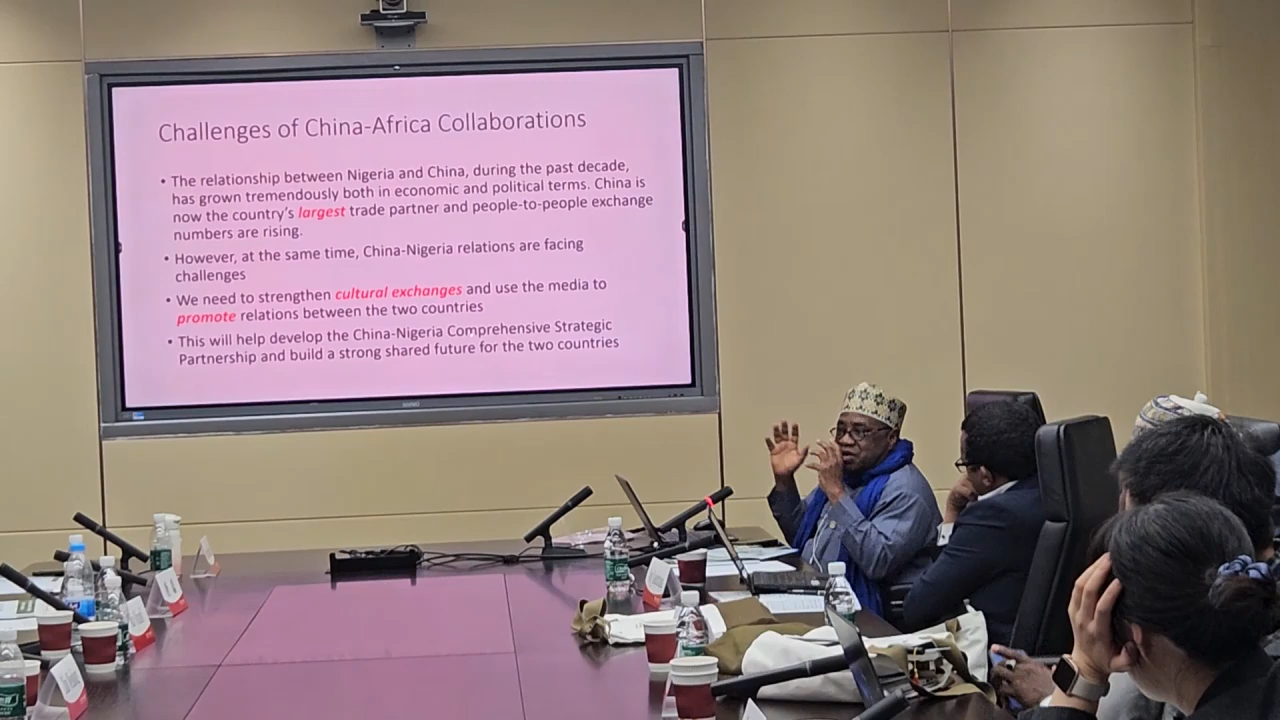 Challenges of China-Africa Collaborations
• The relationship between Nigeria and China, during the past decade,
has grown tremendously both in economic and political terms. China is
now the country's largest trade partner and people-to-people exchange
numbers are rising.
• However, at the same time, China-Nigeria relations are facing
challenges
• We need to strengthen cultural exchanges and use the media to
promote relations between the two countries
• This will help develop the China-Nigeria Comprehensive Strategic
Partnership and build a strong shared future for the two countries